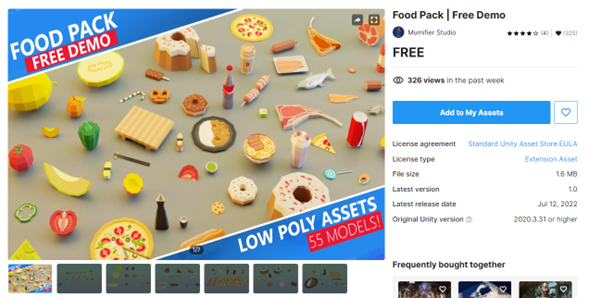 FOOD PACK
FREE DEMO
LOW POLY ASSETS
55 MODELS!
1/7
Food Pack | Free Demo
Mumifier Studio
(4) | (325)
FREE
326 views in the past week
Add to My Assets
License agreement Standard Unity Asset Store EULA
License type Extension Asset
File size 1.6 MB
Latest version 1.0
Latest release date Jul 12, 2022
Original Unity version 2020.3.31 or higher
Frequently bought together